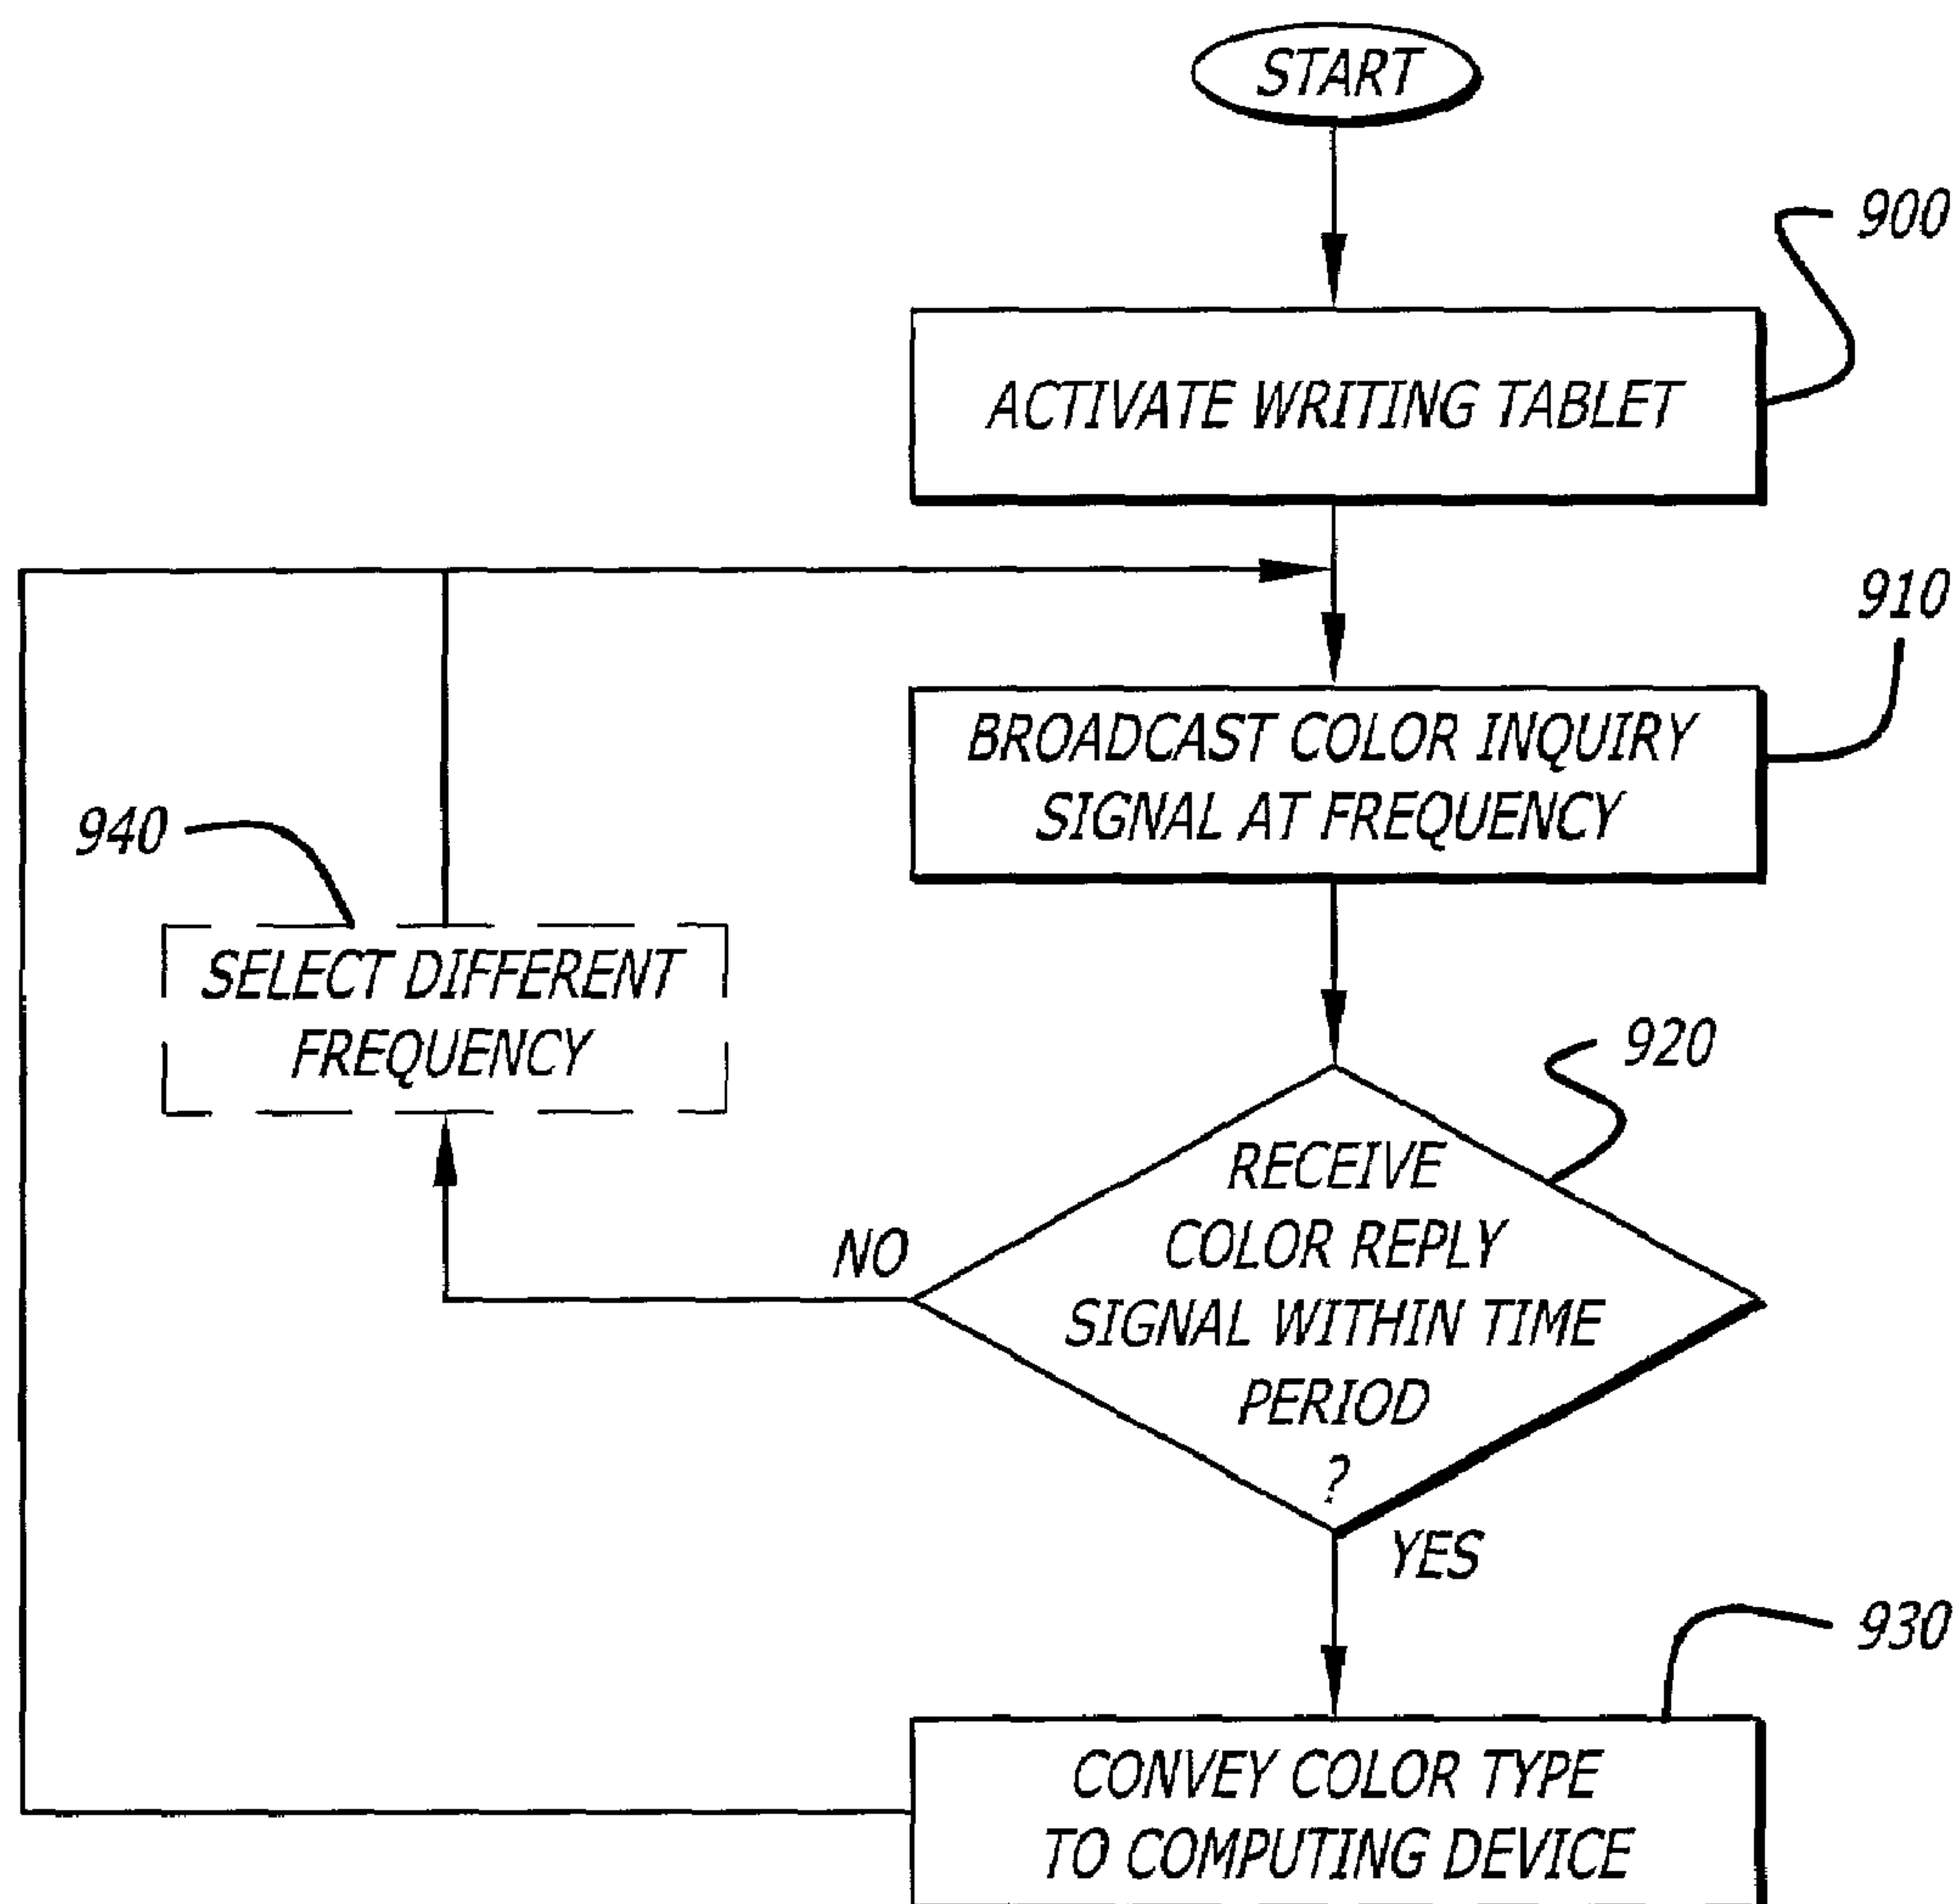 START
900
ACTIVATE WRITING TABLET
910
BROADCAST COLOR INQUIRY
SIGNAL AT FREQUENCY
940
SELECT DIFFERENT
FREQUENCY
920
RECEIVE
COLOR REPLY
SIGNAL WITHIN TIME
PERIOD
?
NO
YES
930
CONVEY COLOR TYPE
TO COMPUTING DEVICE